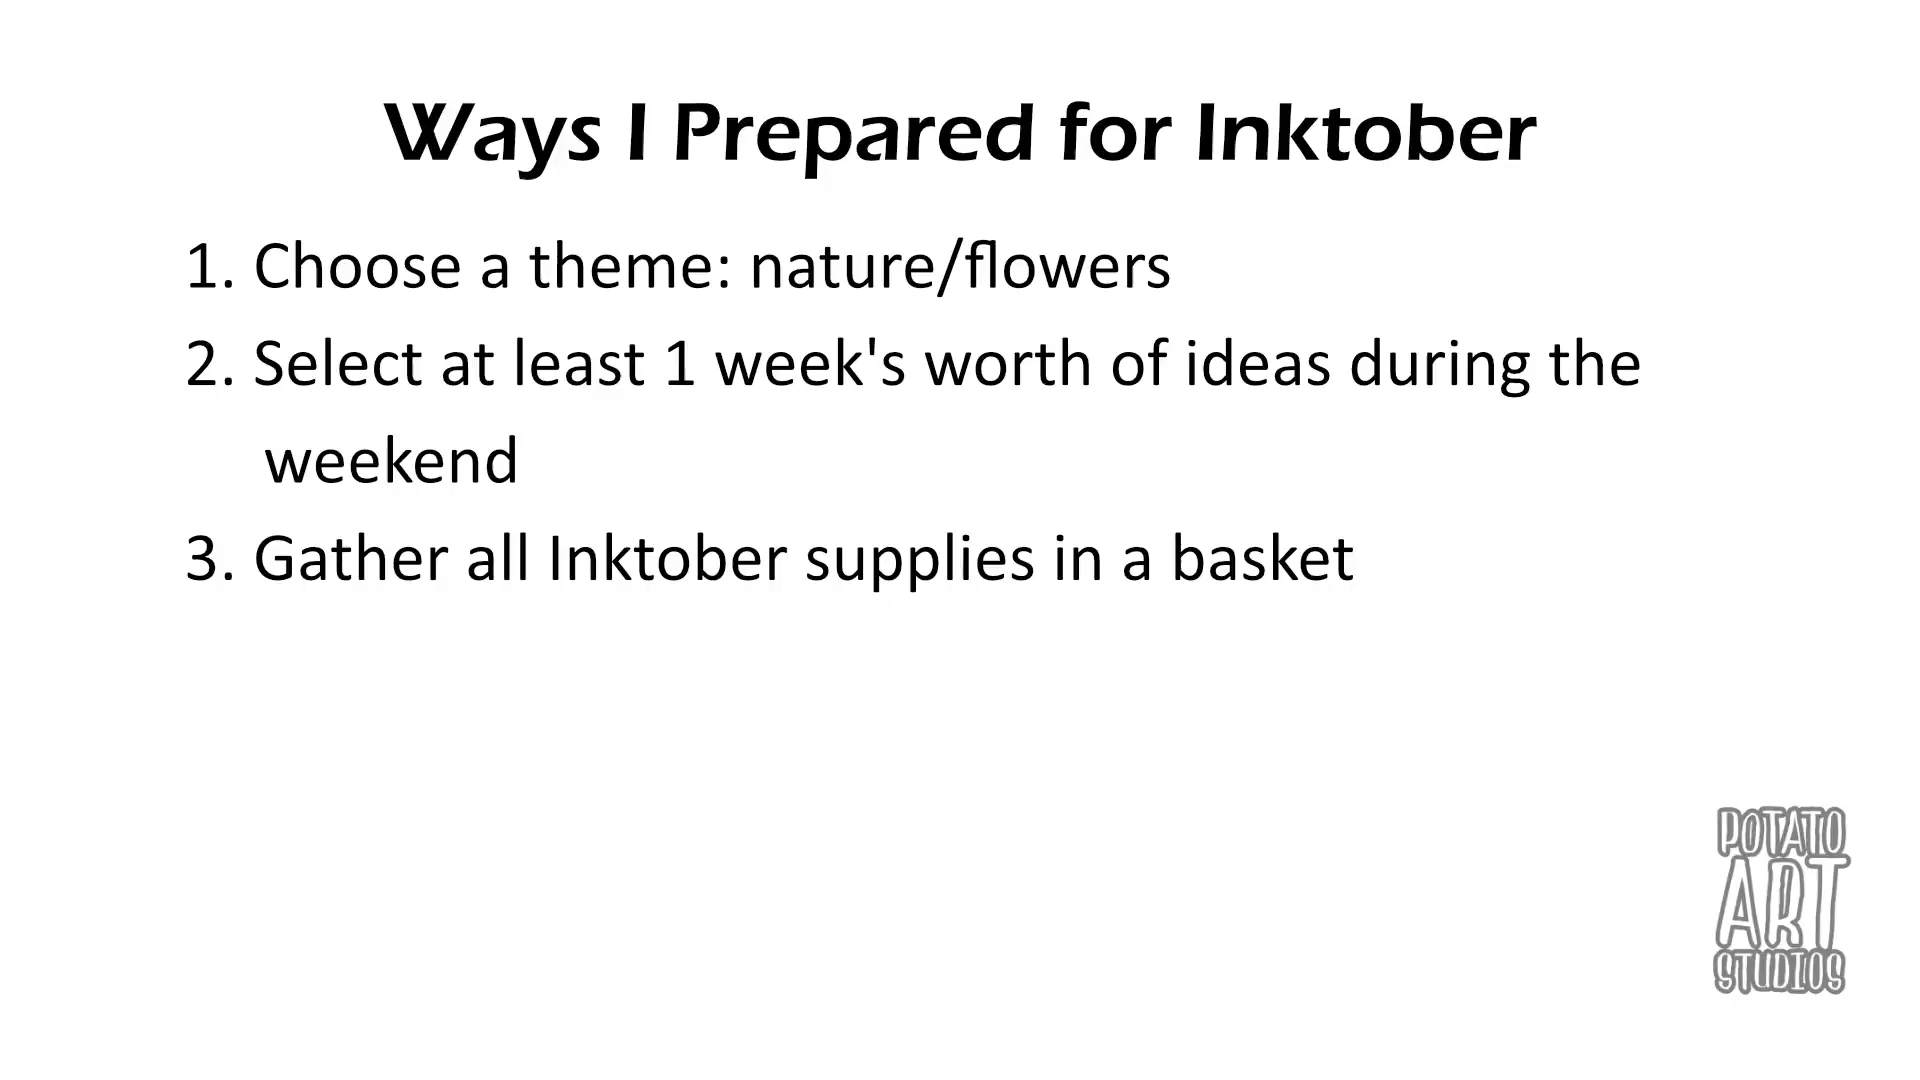 Ways I Prepared for Inktober
1. Choose a theme: nature/flowers
2. Select at least 1 week's worth of ideas during the
weekend
3. Gather all Inktober supplies in a basket
POTATO
ART
STUDIOS